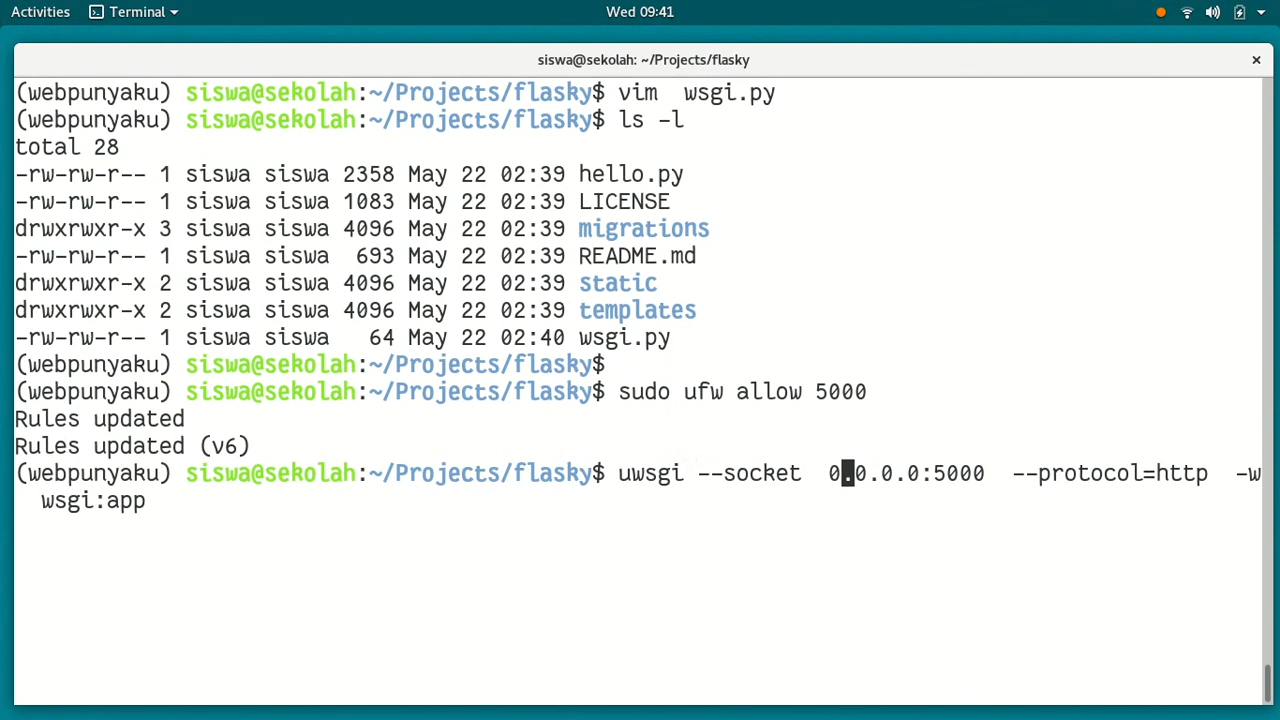 Activities Terminal Wed 09:41
siswa@sekolah: ~/Projects/flasky ×
(webpunyaku) siswa@sekolah:~/Projects/flasky$ vim  wsgi.py
(webpunyaku) siswa@sekolah:~/Projects/flasky$ ls -l
total 28
-rw-rw-r-- 1 siswa siswa 2358 May 22 02:39 hello.py
-rw-rw-r-- 1 siswa siswa 1083 May 22 02:39 LICENSE
drwxrwxr-x 3 siswa siswa 4096 May 22 02:39 migrations
-rw-rw-r-- 1 siswa siswa  693 May 22 02:39 README.md
drwxrwxr-x 2 siswa siswa 4096 May 22 02:39 static
drwxrwxr-x 2 siswa siswa 4096 May 22 02:39 templates
-rw-rw-r-- 1 siswa siswa   64 May 22 02:40 wsgi.py
(webpunyaku) siswa@sekolah:~/Projects/flasky$
(webpunyaku) siswa@sekolah:~/Projects/flasky$ sudo ufw allow 5000
Rules updated
Rules updated (v6)
(webpunyaku) siswa@sekolah:~/Projects/flasky$ uwsgi --socket  0.0.0.0:5000  --protocol=http  -w
  wsgi:app